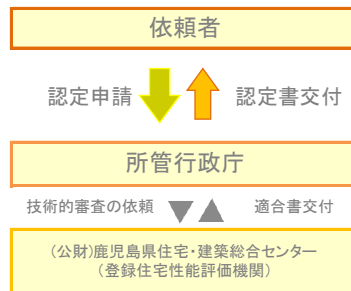 依頼者
認定申請
認定書交付
所管行政庁
技術的審査の依頼
適合書交付
(公財)鹿児島県住宅・建築総合センター
(登録住宅性能評価機関)